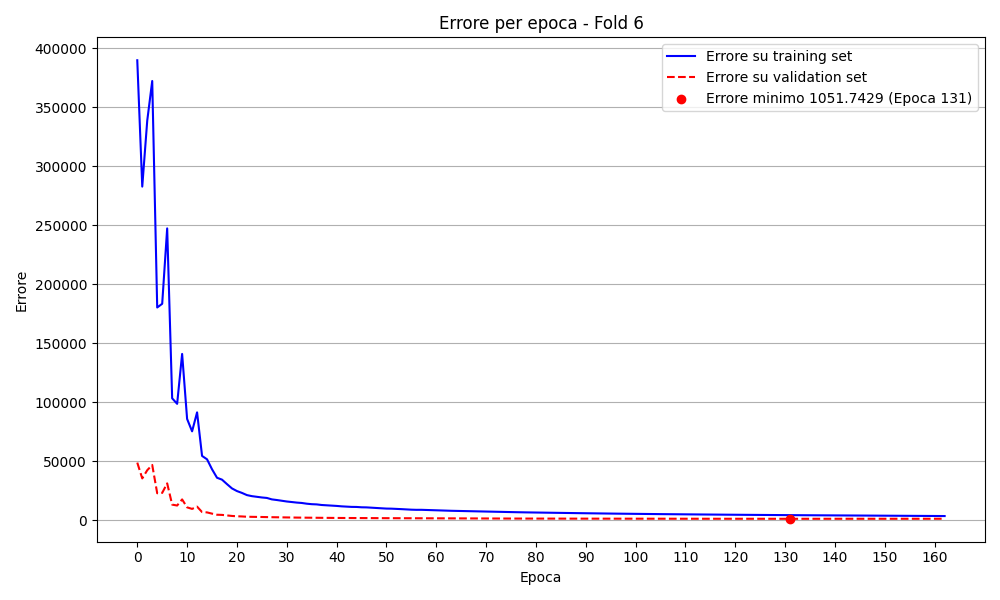 Errore per epoca - Fold 6
400000
350000
300000
250000
200000
150000
100000
50000
0
Errore
Errore su training set
Errore su validation set
Errore minimo 1051.7429 (Epoca 131)
0 10 20 30 40 50 60 70 80 90 100 110 120 130 140 150 160
Epoca